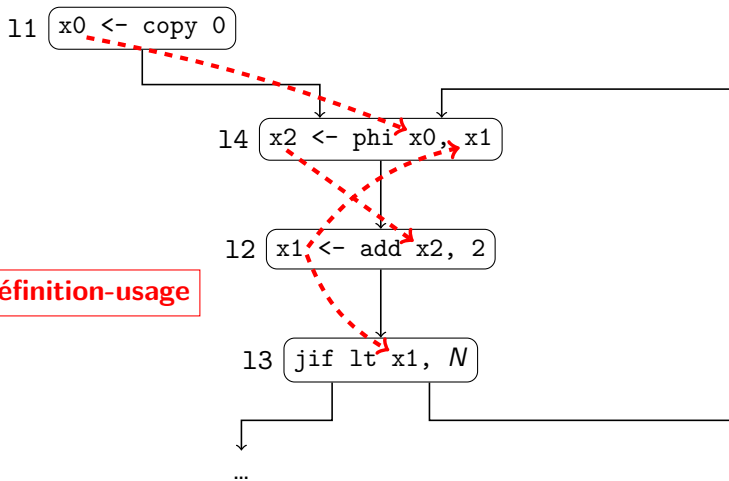 l1 x0 <- copy 0
l4 x2 <- phi x0, x1
l2 x1 <- add x2, 2
éfinition-usage
l3 jif lt x1, N
…